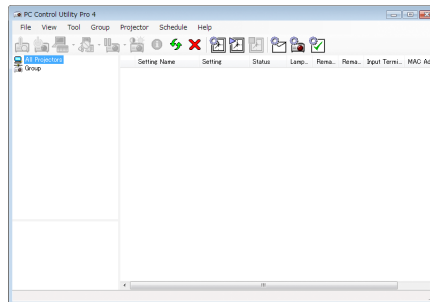 PC Control Utility Pro 4
File View Tool Group Projector Schedule Help
All Projectors
Group
Setting Name Setting Status Lamp... Rema... Rema... Input Termi... MAC Ad